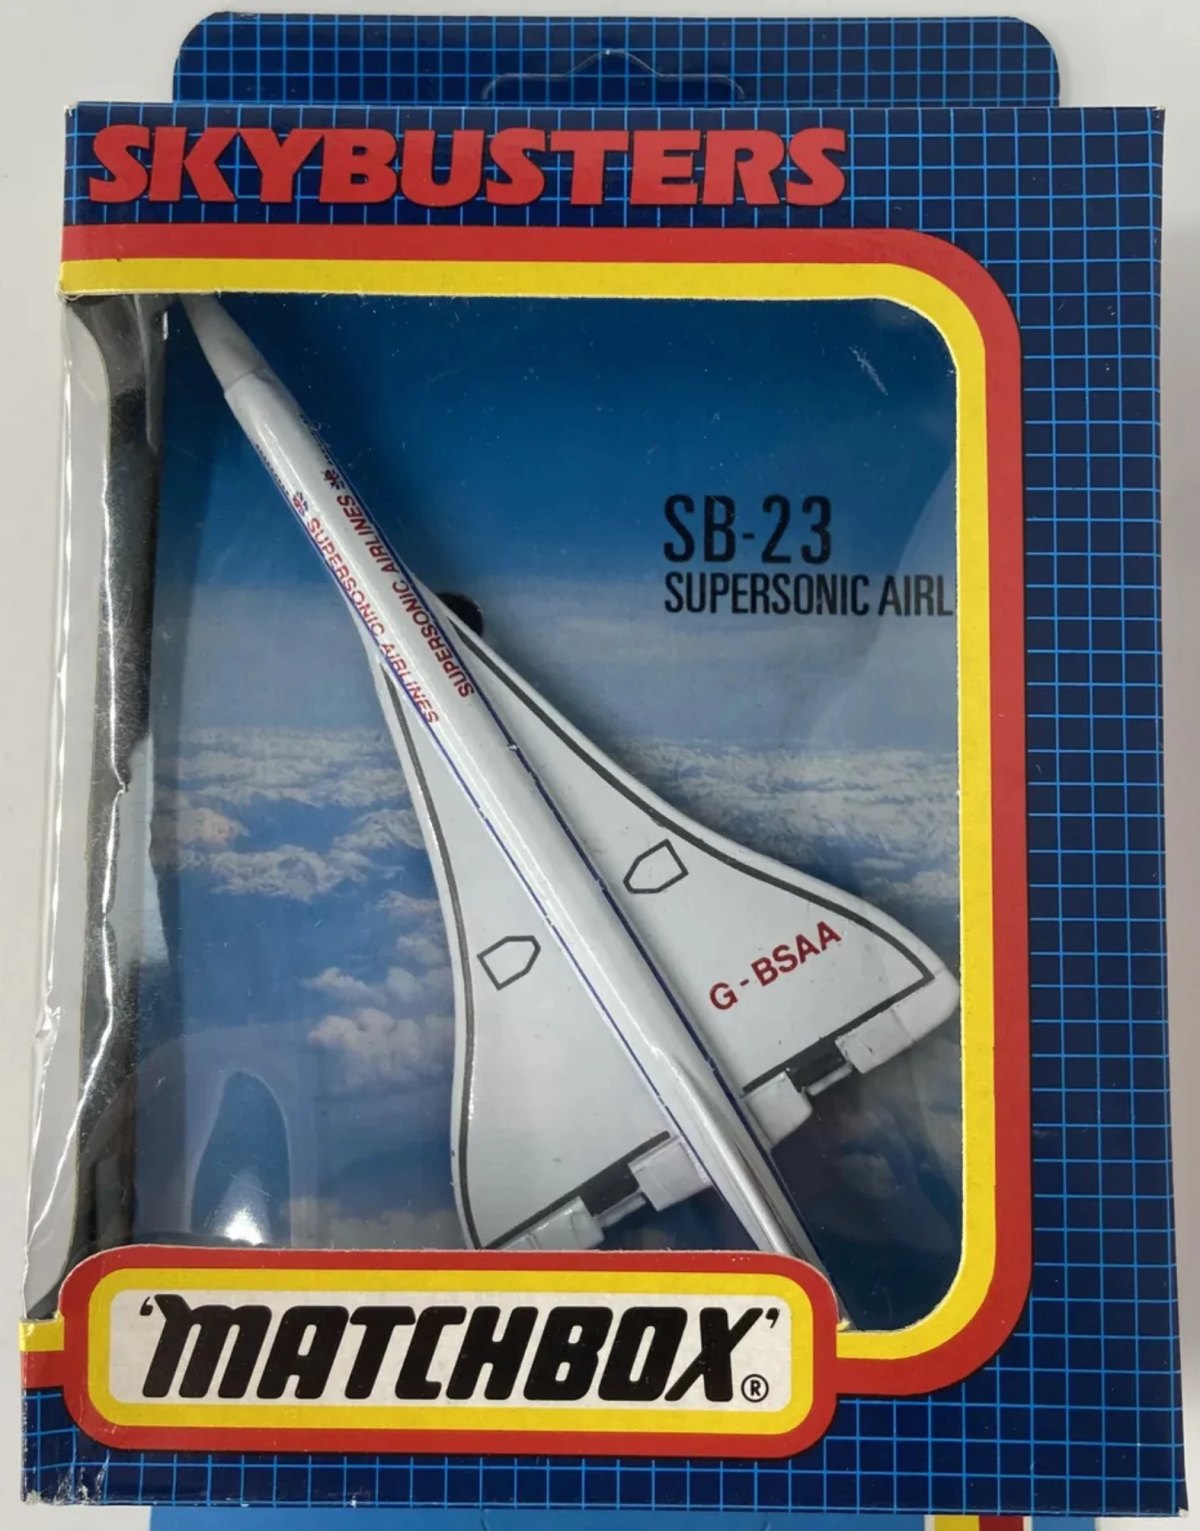 SKYBUSTERS
SB-23
SUPERSONIC AIRL
SUPERSONIC AIRLINES
SUPERSONIC AIRLINES
G-BSAA
'MATCHBOX'®